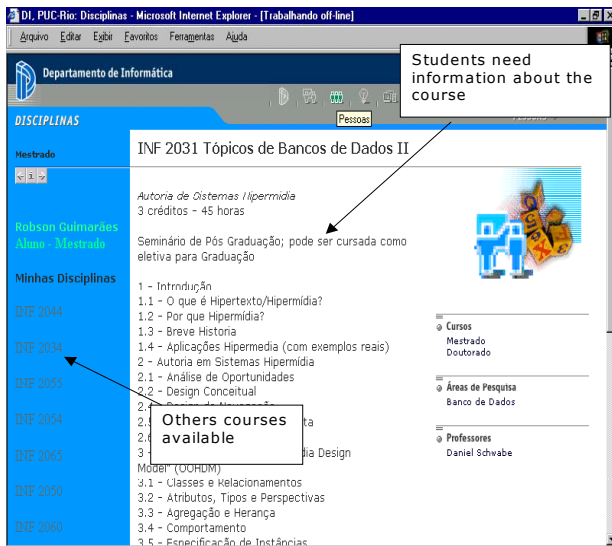 DI, PUC-Rio: Disciplinas - Microsoft Internet Explorer - [Trabalhando off-line]
Arquivo Editar Exibir Favoritos Ferramentas Ajuda
Departamento de Informática
Students need
information about the
course
Pessoas
DISCIPLINAS
Mestrado
INF 2031 Tópicos de Bancos de Dados II
< i >
Autoria de Sistemas Hipermidia
3 créditos - 45 horas
Robson Guimarães
Aluno - Mestrado
Seminário de Pós Graduação; pode ser cursada como
eletiva para Graduação
Minhas Disciplinas
1 - Introdução
1.1 - O que é Hipertexto/Hipermídia?
1.2 - Por que Hipermídia?
1.3 - Breve Historia
1.4 - Aplicações Hipermedia (com exemplos reais)
2 - Autoria em Sistemas Hipermídia
2.1 - Análise de Oportunidades
2.2 - Design Conceitual
INF 2044
INF 2034
INF 2055
INF 2054
INF 2065
INF 2050
INF 2060
Cursos
Mestrado
Doutorado
Áreas de Pesquisa
Banco de Dados
Professores
Daniel Schwabe
Others courses
available
3 -
Design
Model" (OOHDM)
3.1 - Classes e Relacionamentos
3.2 - Atributos, Tipos e Perspectivas
3.3 - Agregação e Herança
3.4 - Comportamento
3.5 - Especificação de Instâncias